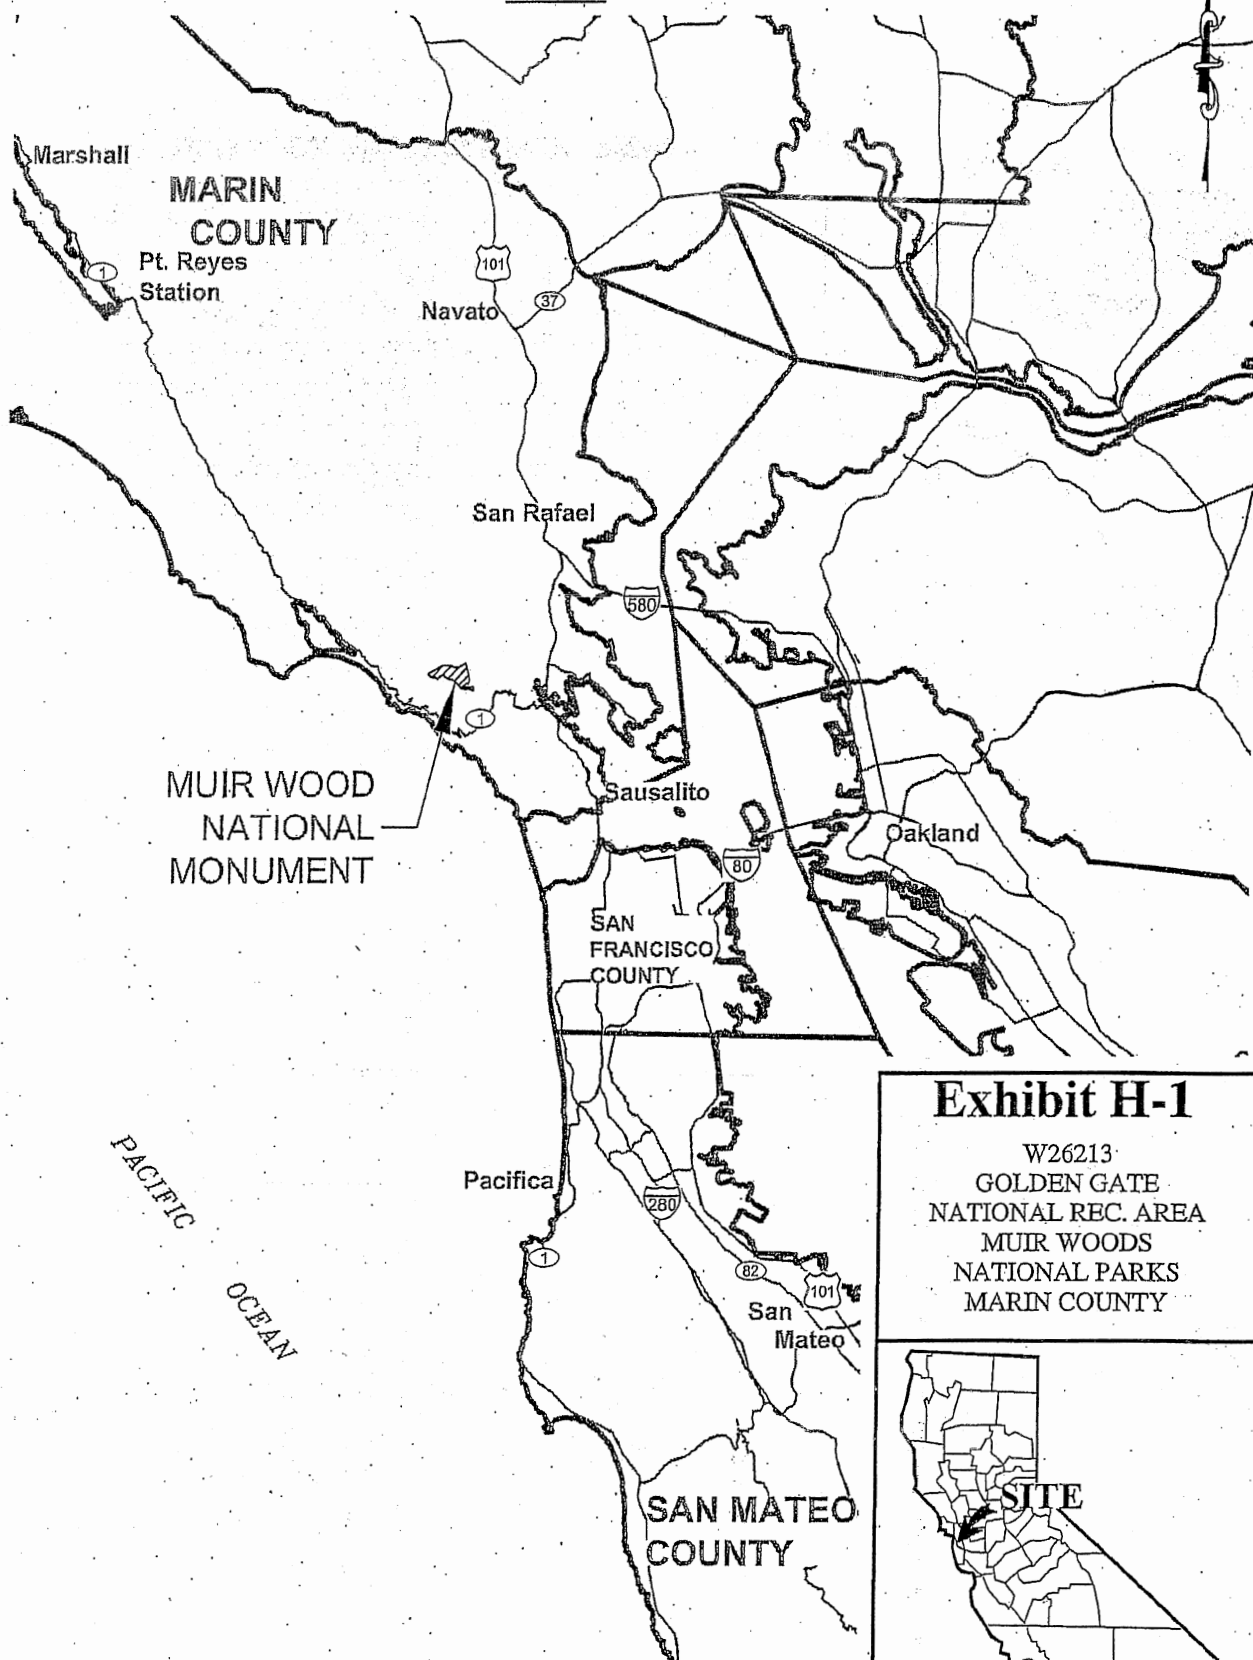 Marshall
MARIN
COUNTY
1
Pt. Reyes
Station
101
37
Navato
San Rafael
580
1
MUIR WOOD
NATIONAL
MONUMENT
Sausalito
Oakland
80
SAN
FRANCISCO
COUNTY
PACIFIC
OCEAN
Pacifica
280
1
82
101
San
Mateo
SAN MATEO
COUNTY
Exhibit H-1
W26213
GOLDEN GATE
NATIONAL REC. AREA
MUIR WOODS
NATIONAL PARKS
MARIN COUNTY
SITE